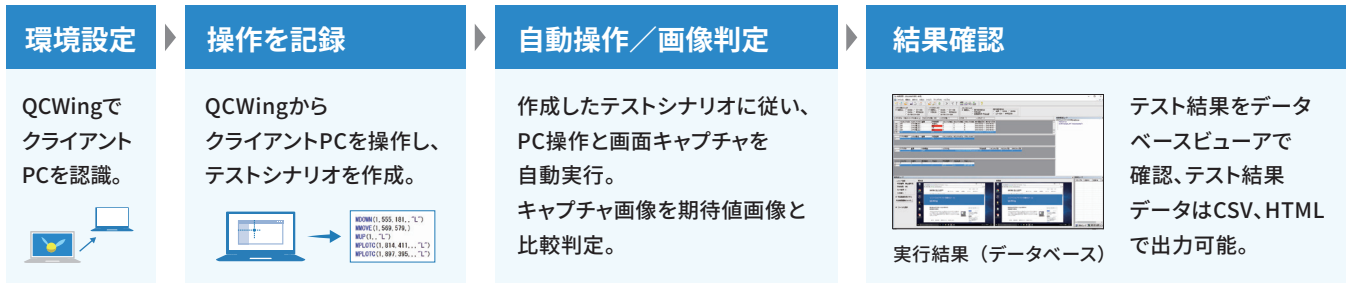 環境設定
QCWingで
クライアント
PCを認識。
操作を記録
QCWingから
クライアントPCを操作し、
テストシナリオを作成。
MDOWN(1,555,181,,"L")
MMOVE(1,569,579,)
MUP(1,,"L")
MPLOTC(1,814,411,,,"L")
MPLOTC(1,897,395,,,"L")
自動操作／画像判定
作成したテストシナリオに従い、
PC操作と画面キャプチャを
自動実行。
キャプチャ画像を期待値画像と
比較判定。
結果確認
実行結果（データベース）
テスト結果をデータ
ベースビューアで
確認、テスト結果
データはCSV、HTML
で出力可能。